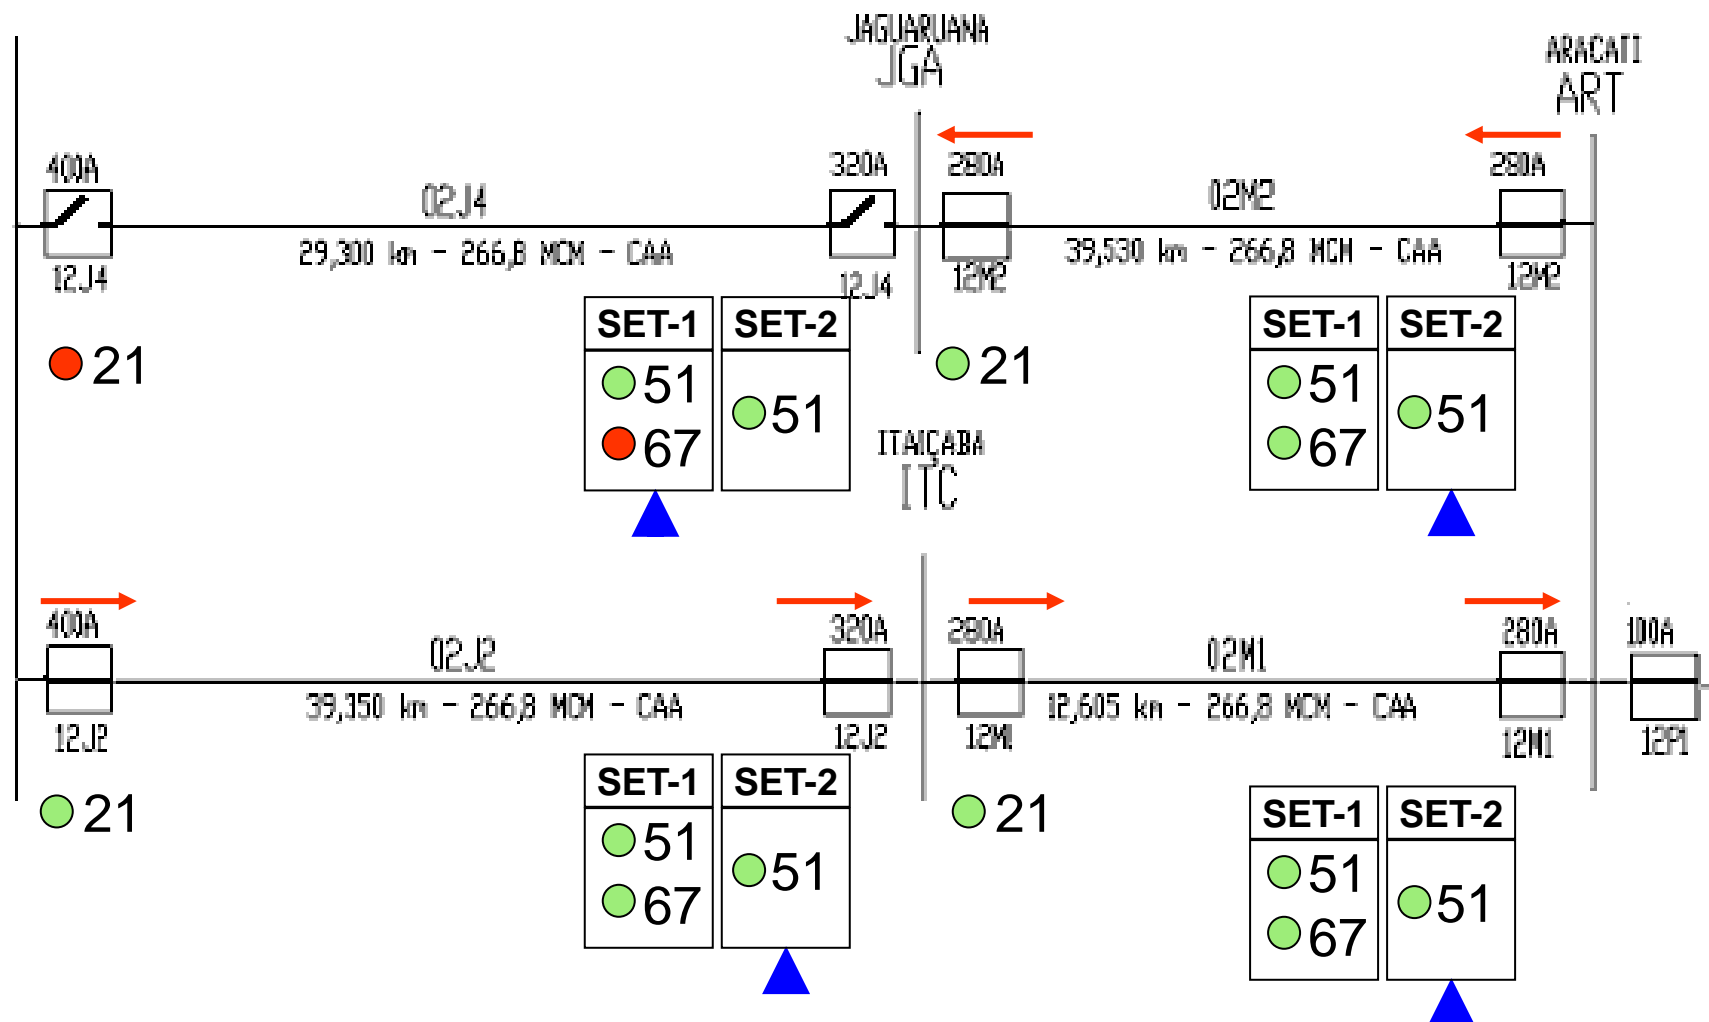 JAGUARUANA
JGA
ARACATI
ART
400A
320A
280A
280A
02J4
02M2
29,300 km - 266,8 MCM - CAA
39,530 km - 266,8 MCM - CAA
12J4
12J4
12M2
12M2
21
SET-1
51
67
SET-2
51
21
SET-1
51
67
SET-2
51
ITAIÇABA
ITC
400A
320A
280A
280A
100A
02J2
02M1
39,350 km - 266,8 MCM - CAA
12,605 km - 266,8 MCM - CAA
12J2
12J2
12M1
12M1
12P1
21
SET-1
51
67
SET-2
51
21
SET-1
51
67
SET-2
51